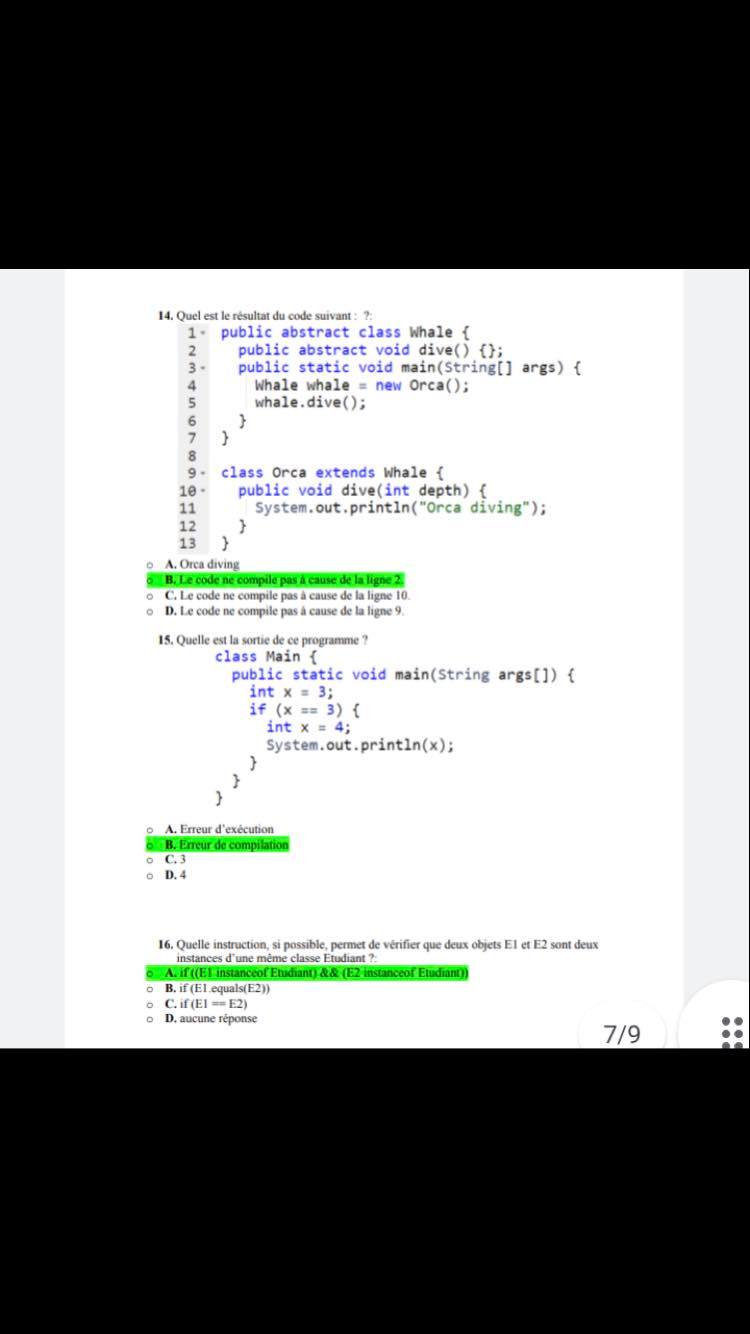 14. Quel est le résultat du code suivant : ?:
1 public abstract class Whale {
2 public abstract void dive() {};
3 public static void main(String[] args) {
4 Whale whale = new Orca();
5 whale.dive();
6 }
7 }
8
9 class Orca extends Whale {
10 public void dive(int depth) {
11 System.out.println("Orca diving");
12 }
13 }
A. Orca diving
B. Le code ne compile pas à cause de la ligne 2.
C. Le code ne compile pas à cause de la ligne 10.
D. Le code ne compile pas à cause de la ligne 9.
15. Quelle est la sortie de ce programme ?
class Main {
public static void main(String args[]) {
int x = 3;
if (x == 3) {
int x = 4;
System.out.println(x);
}
}
}
A. Erreur d'exécution
B. Erreur de compilation
C. 3
D. 4
16. Quelle instruction, si possible, permet de vérifier que deux objets E1 et E2 sont deux
instances d'une même classe Etudiant ?:
A. if ((E1 instanceof Etudiant) && (E2 instanceof Etudiant))
B. if (E1.equals(E2))
C. if (E1 == E2)
D. aucune réponse
7/9